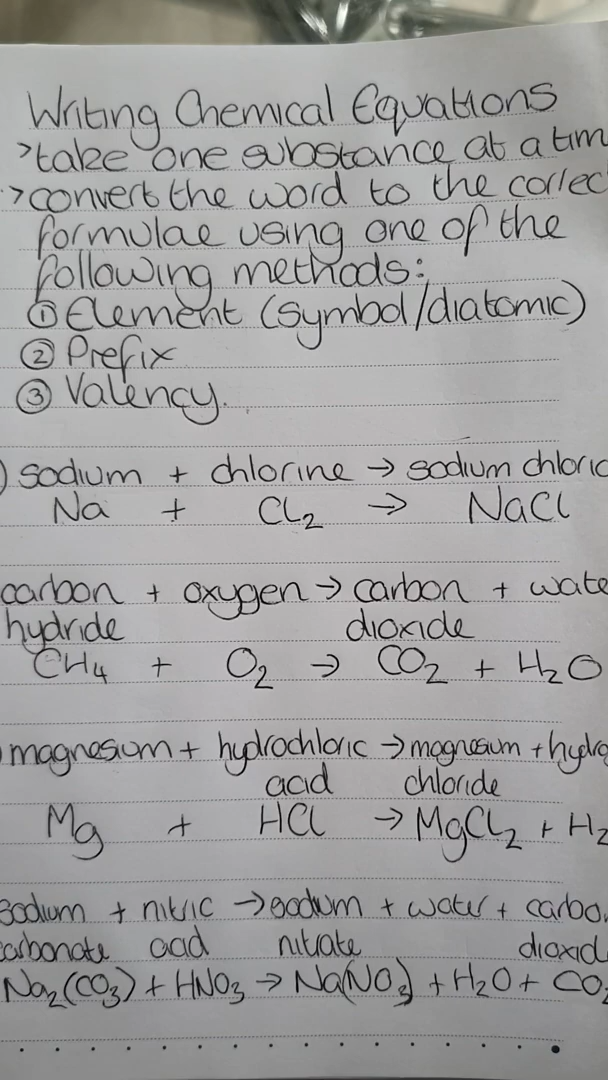 Writing Chemical Equations
>take one substance at a tim
>convert the word to the correc
formulae using one of the
following methods:
① Element (symbol/diatomic)
② Prefix
③ Valency.
) sodium + chlorine → sodium chloric
Na + Cl₂ → NaCl
carbon + oxygen → carbon + wate
hydride dioxide
CH₄ + O₂ → CO₂ + H₂O
) magnesium + hydrochloric → magnesium + hydro
acid chloride
Mg + HCl → MgCl₂ + H₂
sodium + nitric → sodium + water + carbo
carbonate acid nitrate dioxid
Na₂(CO₃) + HNO₃ → Na(NO₃) + H₂O + CO₂